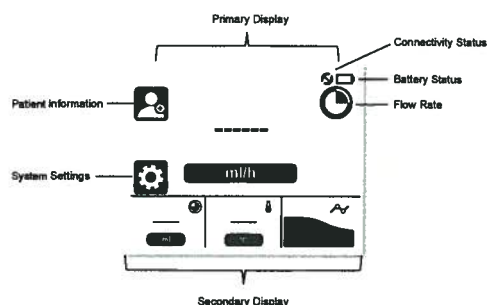 Primary Display
Connectivity Status
Battery Status
Patient Information
Flow Rate
------
System Settings
ml/h
ml
Secondary Display